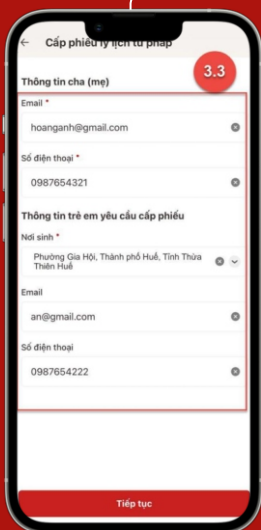 Cấp phiếu lý lịch tư pháp
3.3
Thông tin cha (mẹ)
Email *
hoanganh@gmail.com
Số điện thoại *
0987654321
Thông tin trẻ em yêu cầu cấp phiếu
Nơi sinh *
Phường Gia Hội, Thành phố Huế, Tỉnh Thừa
Thiên Huế
Email
an@gmail.com
Số điện thoại
0987654222
Tiếp tục